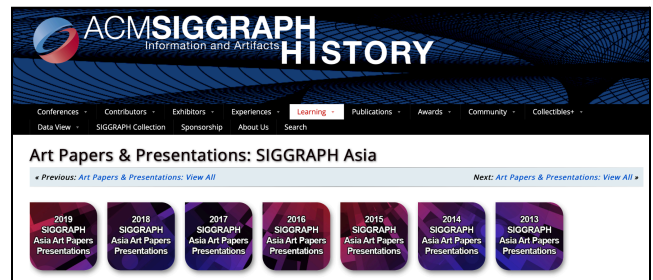 ACMSIGGRAPH
Information and Artifacts
HISTORY
Conferences Contributors Exhibitors Experiences Learning Publications Awards Community Collectibles+
Data View SIGGRAPH Collection Sponsorship About Us Search
Art Papers & Presentations: SIGGRAPH Asia
« Previous: Art Papers & Presentations: View All Next: Art Papers & Presentations: View All »
2019 SIGGRAPH Asia Art Papers Presentations
2018 SIGGRAPH Asia Art Papers Presentations
2017 SIGGRAPH Asia Art Papers Presentations
2016 SIGGRAPH Asia Art Papers Presentations
2015 SIGGRAPH Asia Art Papers Presentations
2014 SIGGRAPH Asia Art Papers Presentations
2013 SIGGRAPH Asia Art Papers Presentations